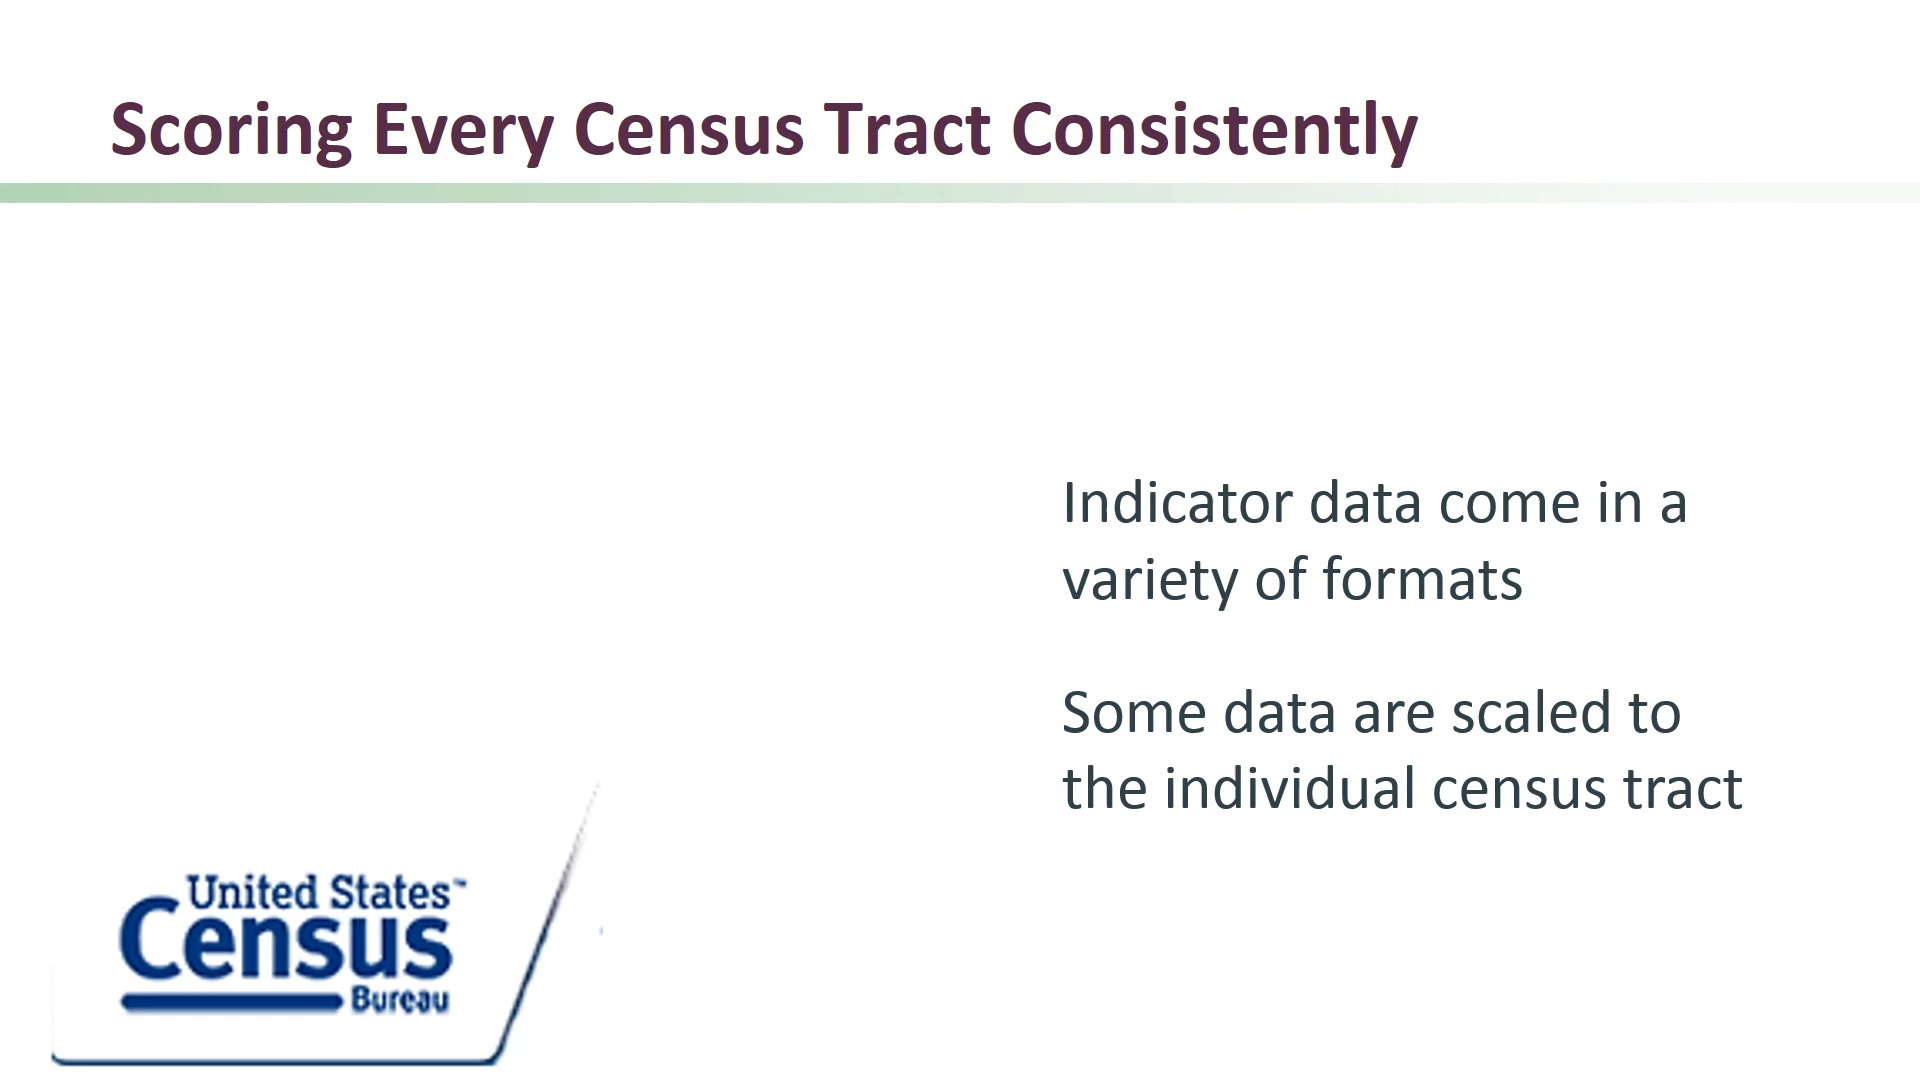 Scoring Every Census Tract Consistently
Indicator data come in a
variety of formats
Some data are scaled to
the individual census tract
United States™
Census
Bureau